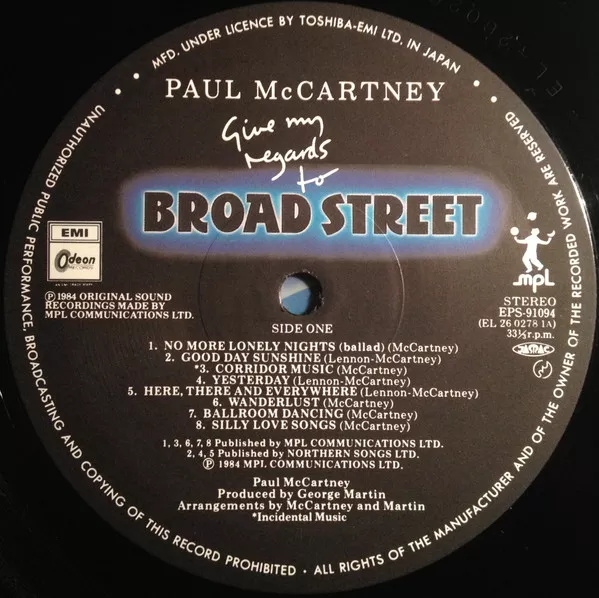 · MFD. UNDER LICENCE BY TOSHIBA-EMI LTD. IN JAPAN ·
PAUL McCARTNEY
Give my
regards
to
BROAD STREET
EMI
Odeon
mpl
Ⓟ 1984 ORIGINAL SOUND
RECORDINGS MADE BY
MPL COMMUNICATIONS LTD.
STEREO
EPS-91094
(EL 26 0278 1A)
33⅓r.p.m.
SIDE ONE
1. NO MORE LONELY NIGHTS (ballad) (McCartney)
2. GOOD DAY SUNSHINE (Lennon-McCartney)
*3. CORRIDOR MUSIC (McCartney)
4. YESTERDAY (Lennon-McCartney)
5. HERE, THERE AND EVERYWHERE (Lennon-McCartney)
6. WANDERLUST (McCartney)
7. BALLROOM DANCING (McCartney)
8. SILLY LOVE SONGS (McCartney)
1, 3, 6, 7, 8 Published by MPL COMMUNICATIONS LTD.
2, 4, 5 Published by NORTHERN SONGS LTD.
Ⓟ 1984 MPL COMMUNICATIONS LTD.
Paul McCartney
Produced by George Martin
Arrangements by McCartney and Martin
*Incidental Music
UNAUTHORIZED PUBLIC PERFORMANCE, BROADCASTING AND COPYING OF THIS RECORD PROHIBITED · ALL RIGHTS OF THE MANUFACTURER AND OF THE OWNER OF THE RECORDED WORK ARE RESERVED